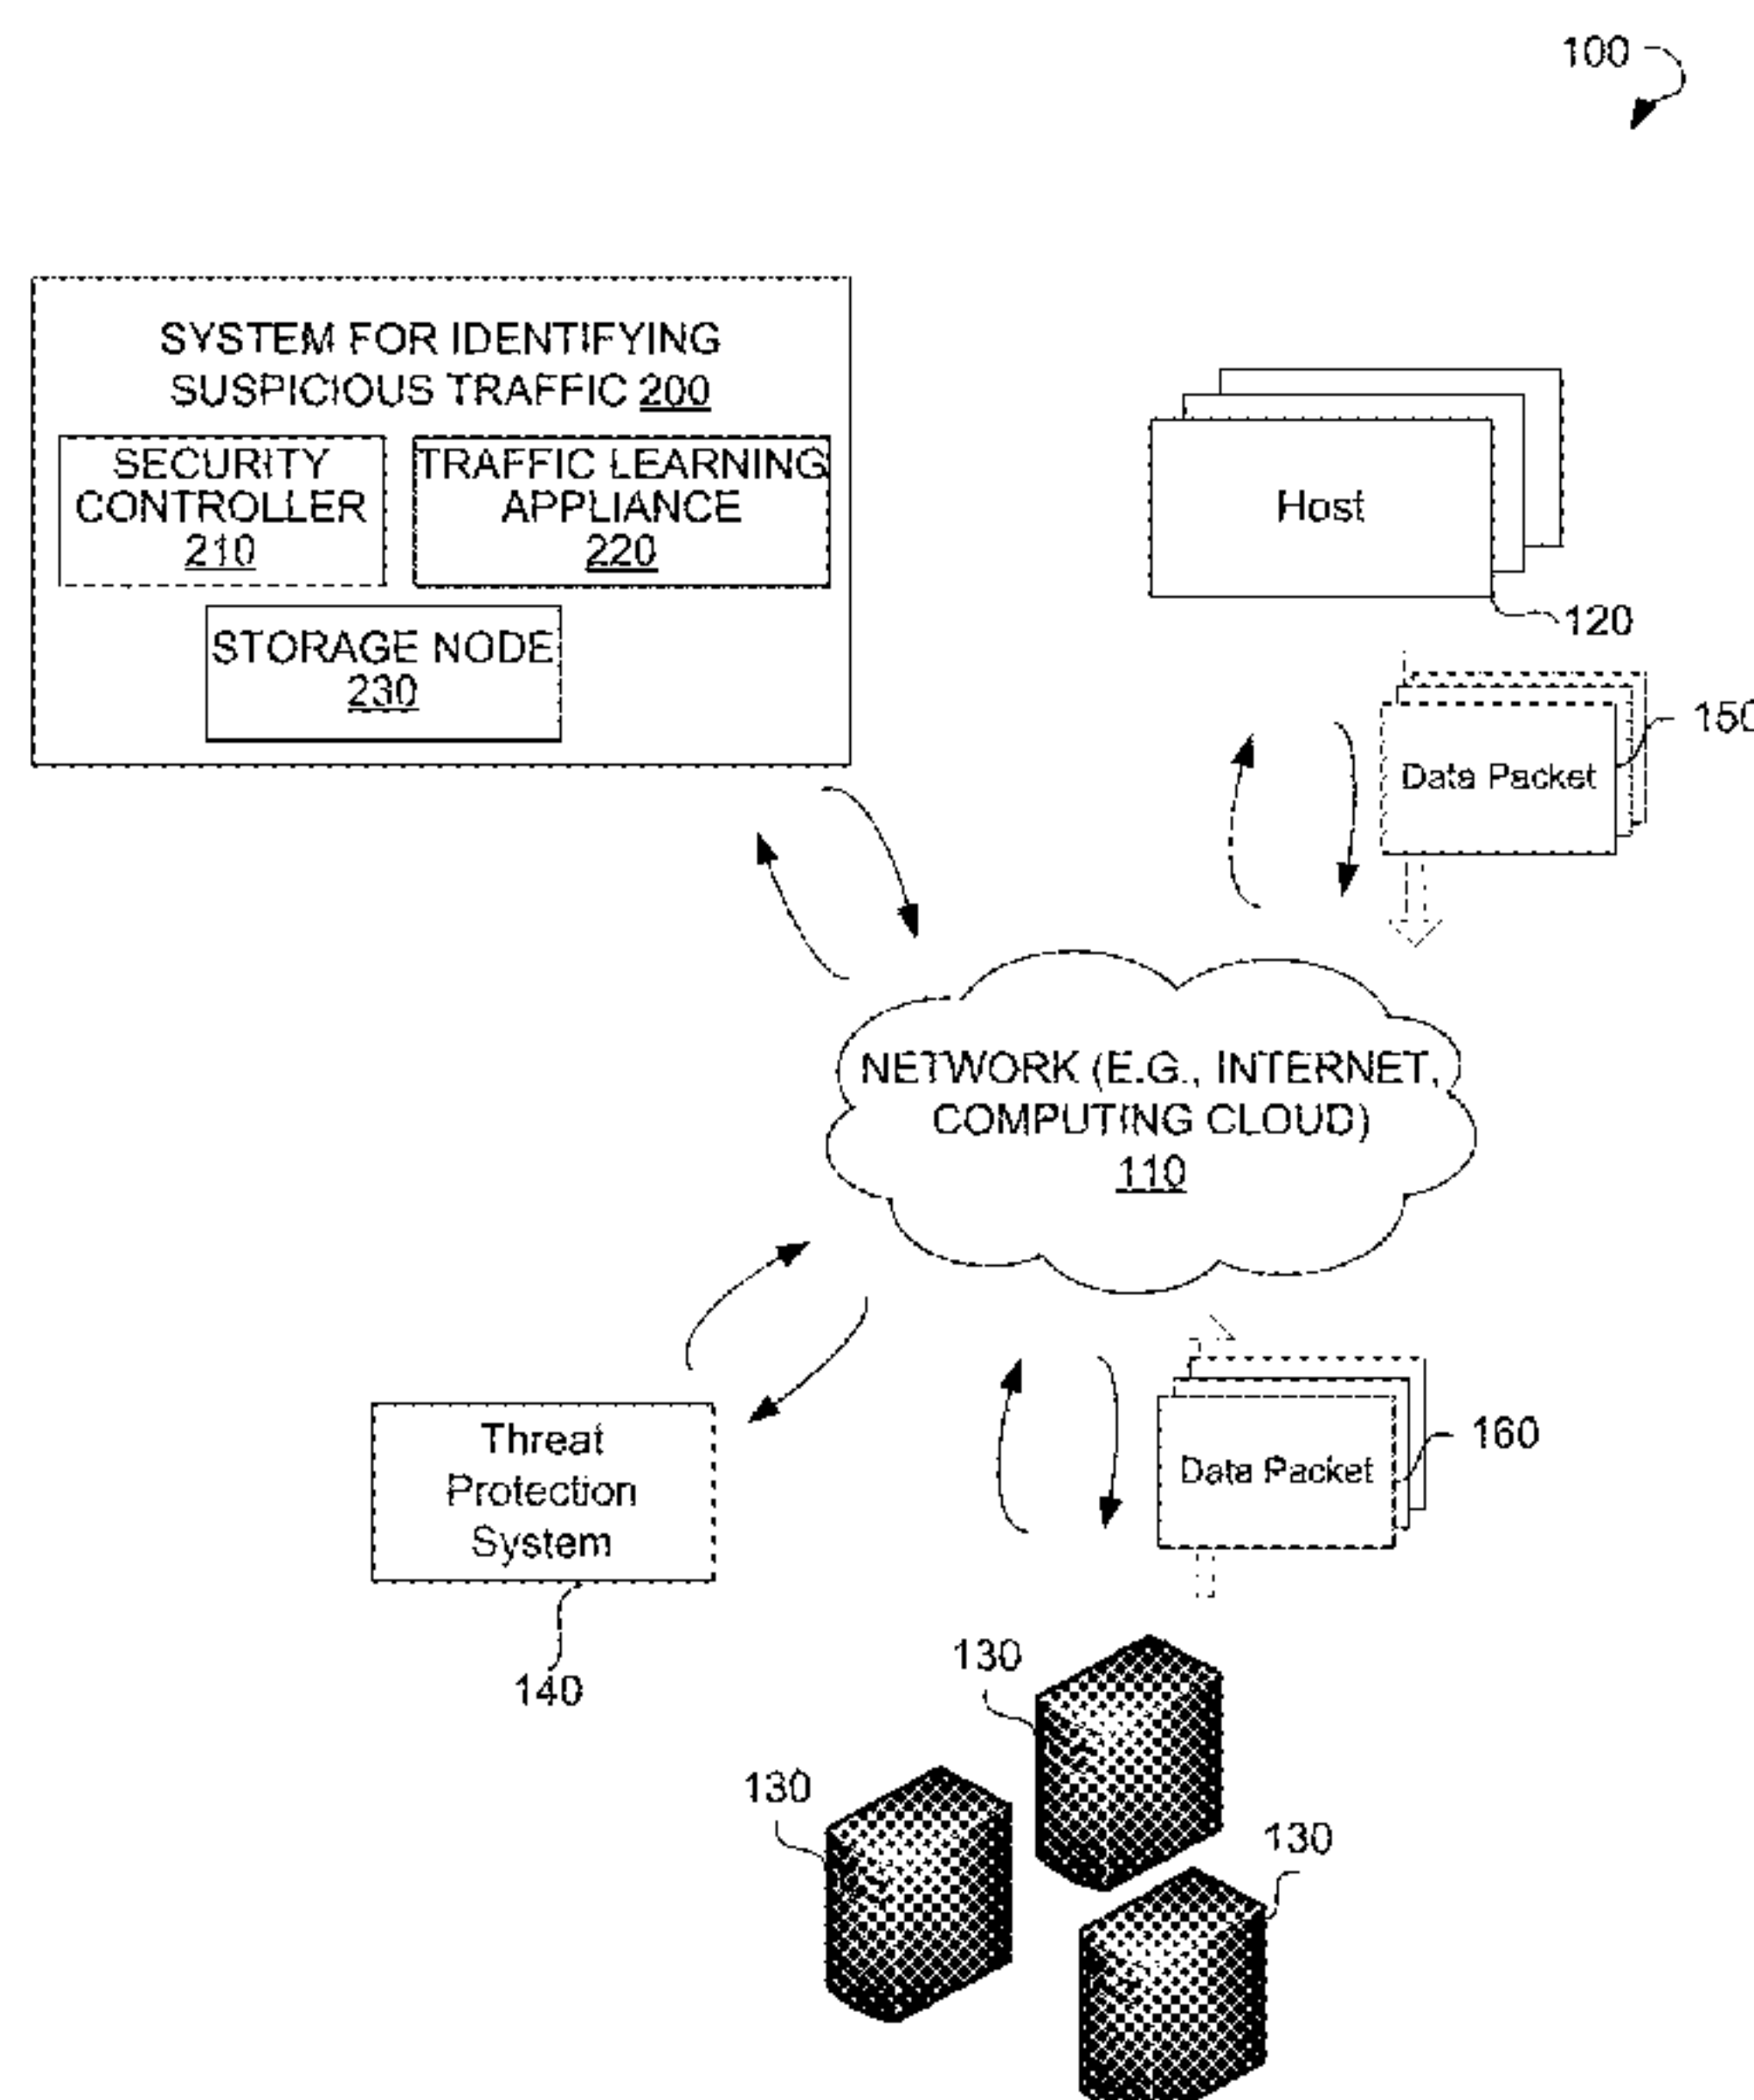 100
SYSTEM FOR IDENTIFYING
SUSPICIOUS TRAFFIC 200
SECURITY
CONTROLLER
210
TRAFFIC LEARNING
APPLIANCE
220
STORAGE NODE
230
Host
120
150
Data Packet
NETWORK (E.G., INTERNET,
COMPUTING CLOUD)
110
Threat
Protection
System
140
160
Data Packet
130
130
130